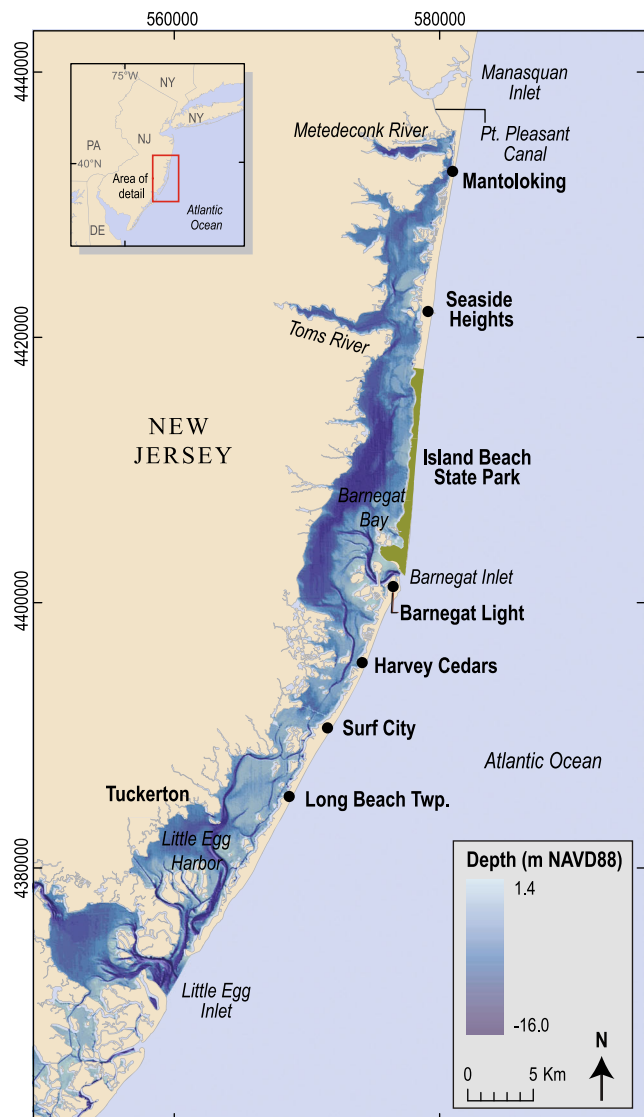 560000
580000
4440000
4420000
4400000
4380000
75°W
NY
NY
NJ
PA
40°N
Area of
detail
Atlantic
Ocean
DE
Manasquan
Inlet
Metedeconk River
Pt. Pleasant
Canal
Mantoloking
Seaside
Heights
Toms River
NEW
JERSEY
Island Beach
State Park
Barnegat
Bay
Barnegat Inlet
Barnegat Light
Harvey Cedars
Surf City
Atlantic Ocean
Tuckerton
Long Beach Twp.
Little Egg
Harbor
Little Egg
Inlet
Depth (m NAVD88)
1.4
-16.0
N
0
5 Km